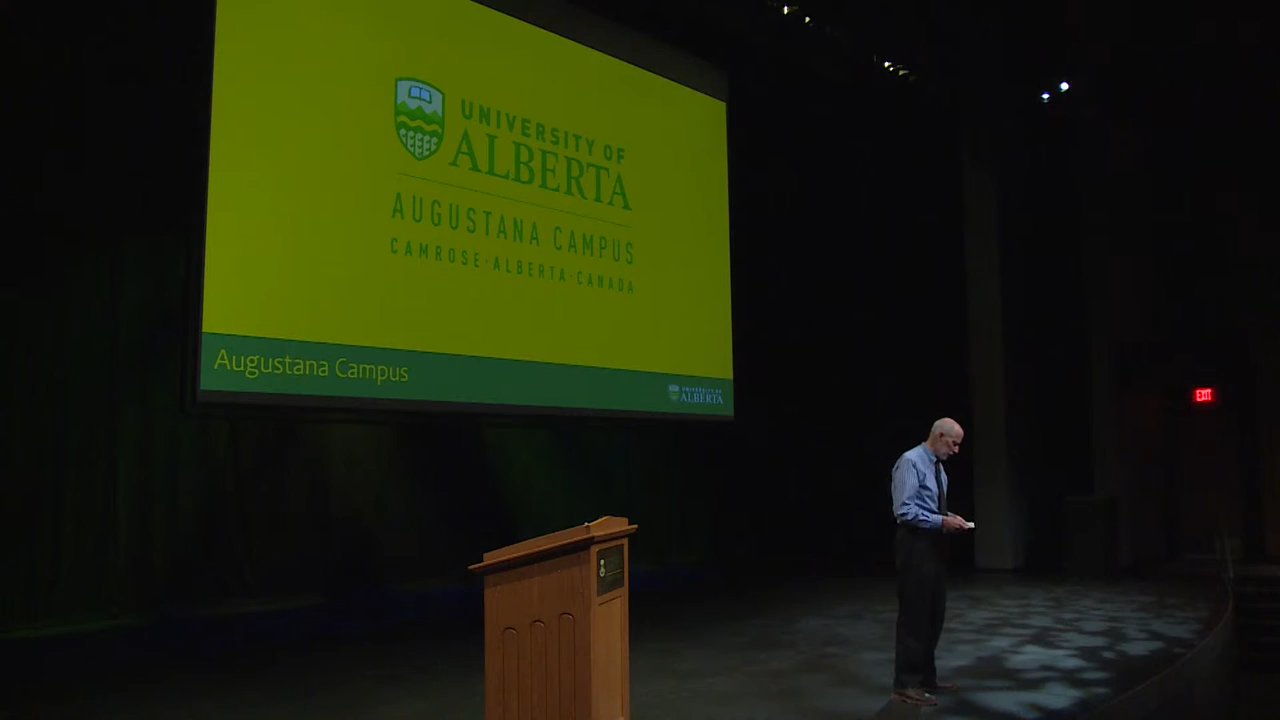 UNIVERSITY OF
ALBERTA
AUGUSTANA CAMPUS
CAMROSE·ALBERTA·CANADA
Augustana Campus
UNIVERSITY OF
ALBERTA
EXIT